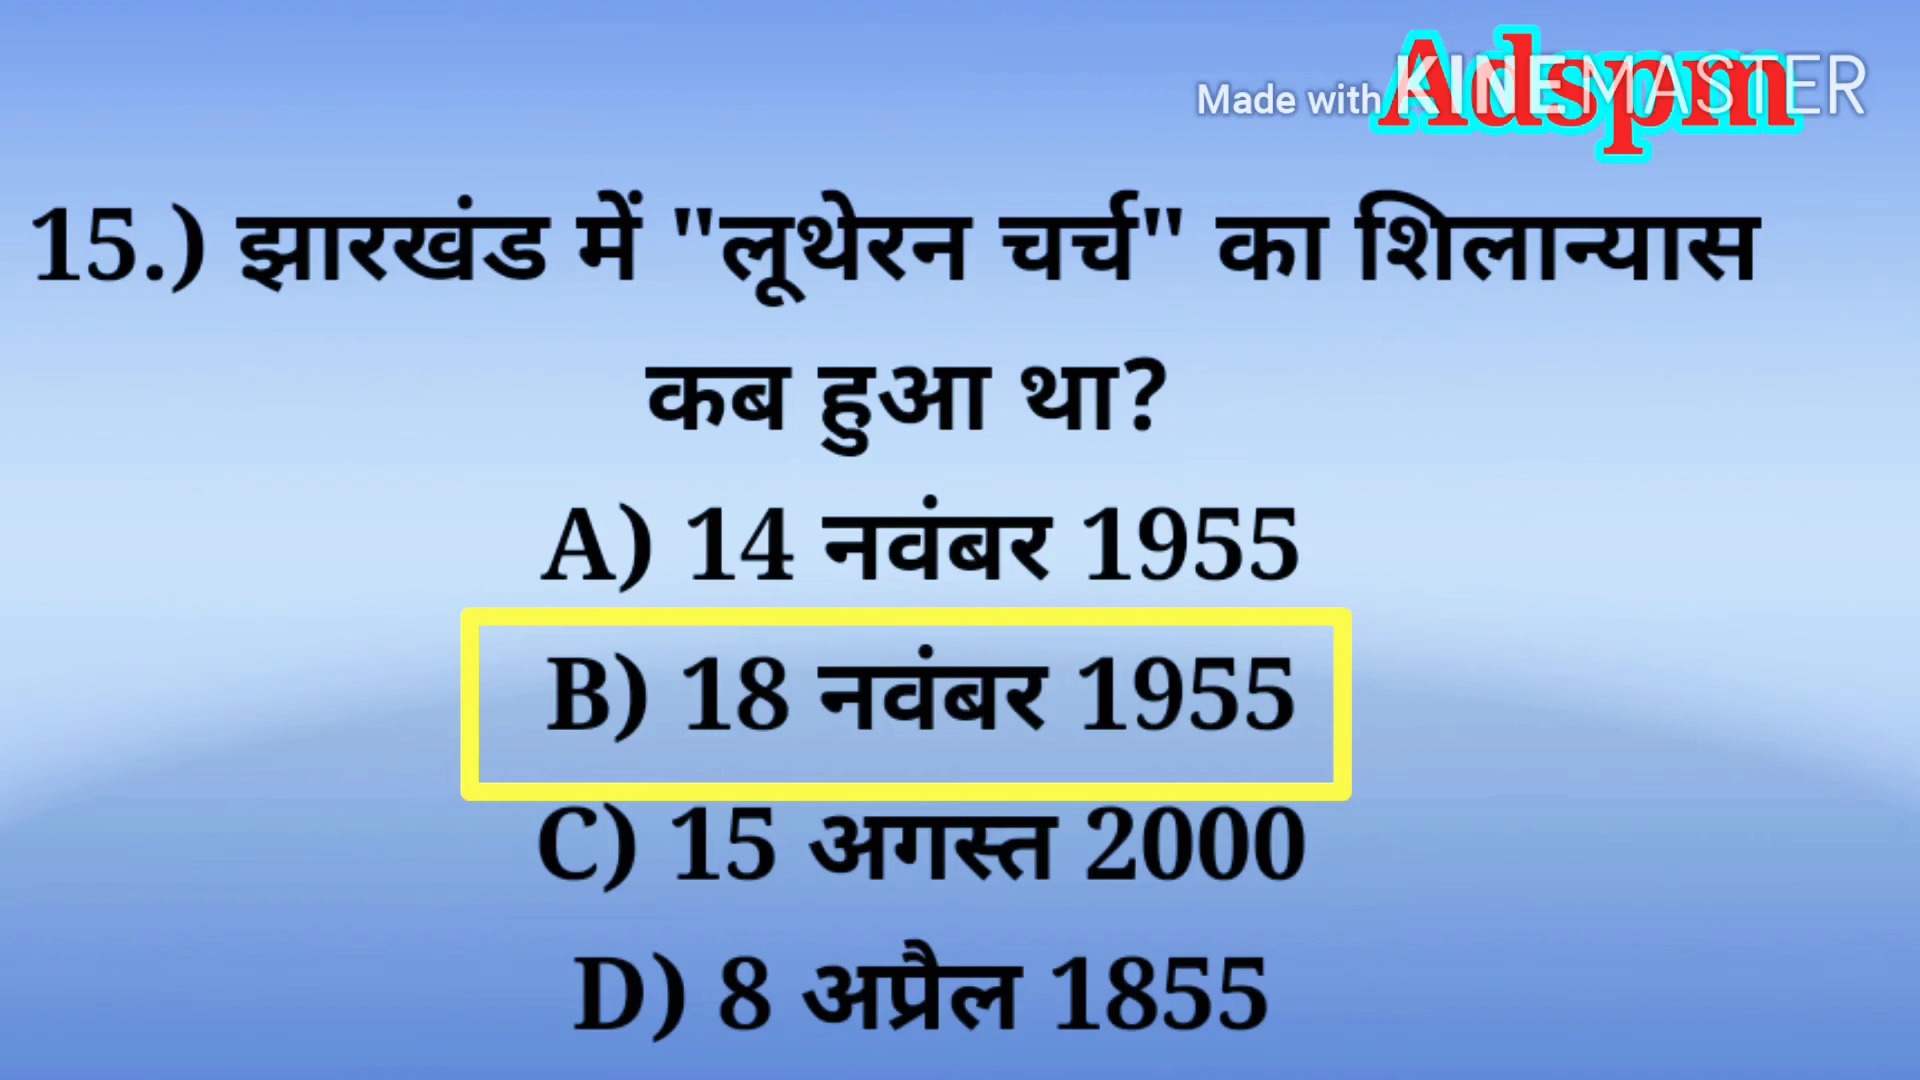 Adspm
Made with KINEMASTER
15.) झारखंड में "लूथेरन चर्च" का शिलान्यास
कब हुआ था?
A) 14 नवंबर 1955
B) 18 नवंबर 1955
C) 15 अगस्त 2000
D) 8 अप्रैल 1855